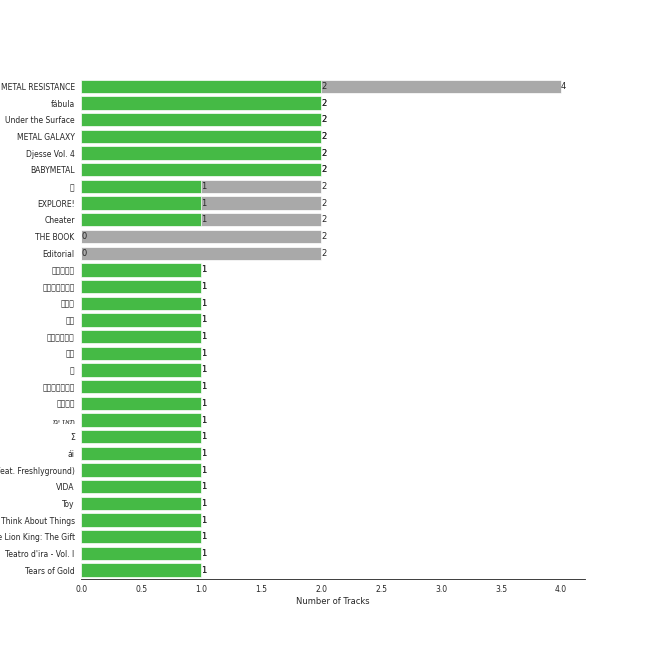 METAL RESISTANCE 2 4
fábula 2
Under the Surface 2
METAL GALAXY 2
Djesse Vol. 4 2
BABYMETAL 2
1 2
EXPLORE! 1 2
Cheater 1 2
THE BOOK 0 2
Editorial 0 2
1
1
1
1
1
1
1
1
1
מי זאת 1
Σ 1
ái 1
eat. Freshlyground) 1
VIDA 1
Toy 1
Think About Things 1
e Lion King: The Gift 1
Teatro d'ira - Vol. I 1
Tears of Gold 1
0.0 0.5 1.0 1.5 2.0 2.5 3.0 3.5 4.0
Number of Tracks